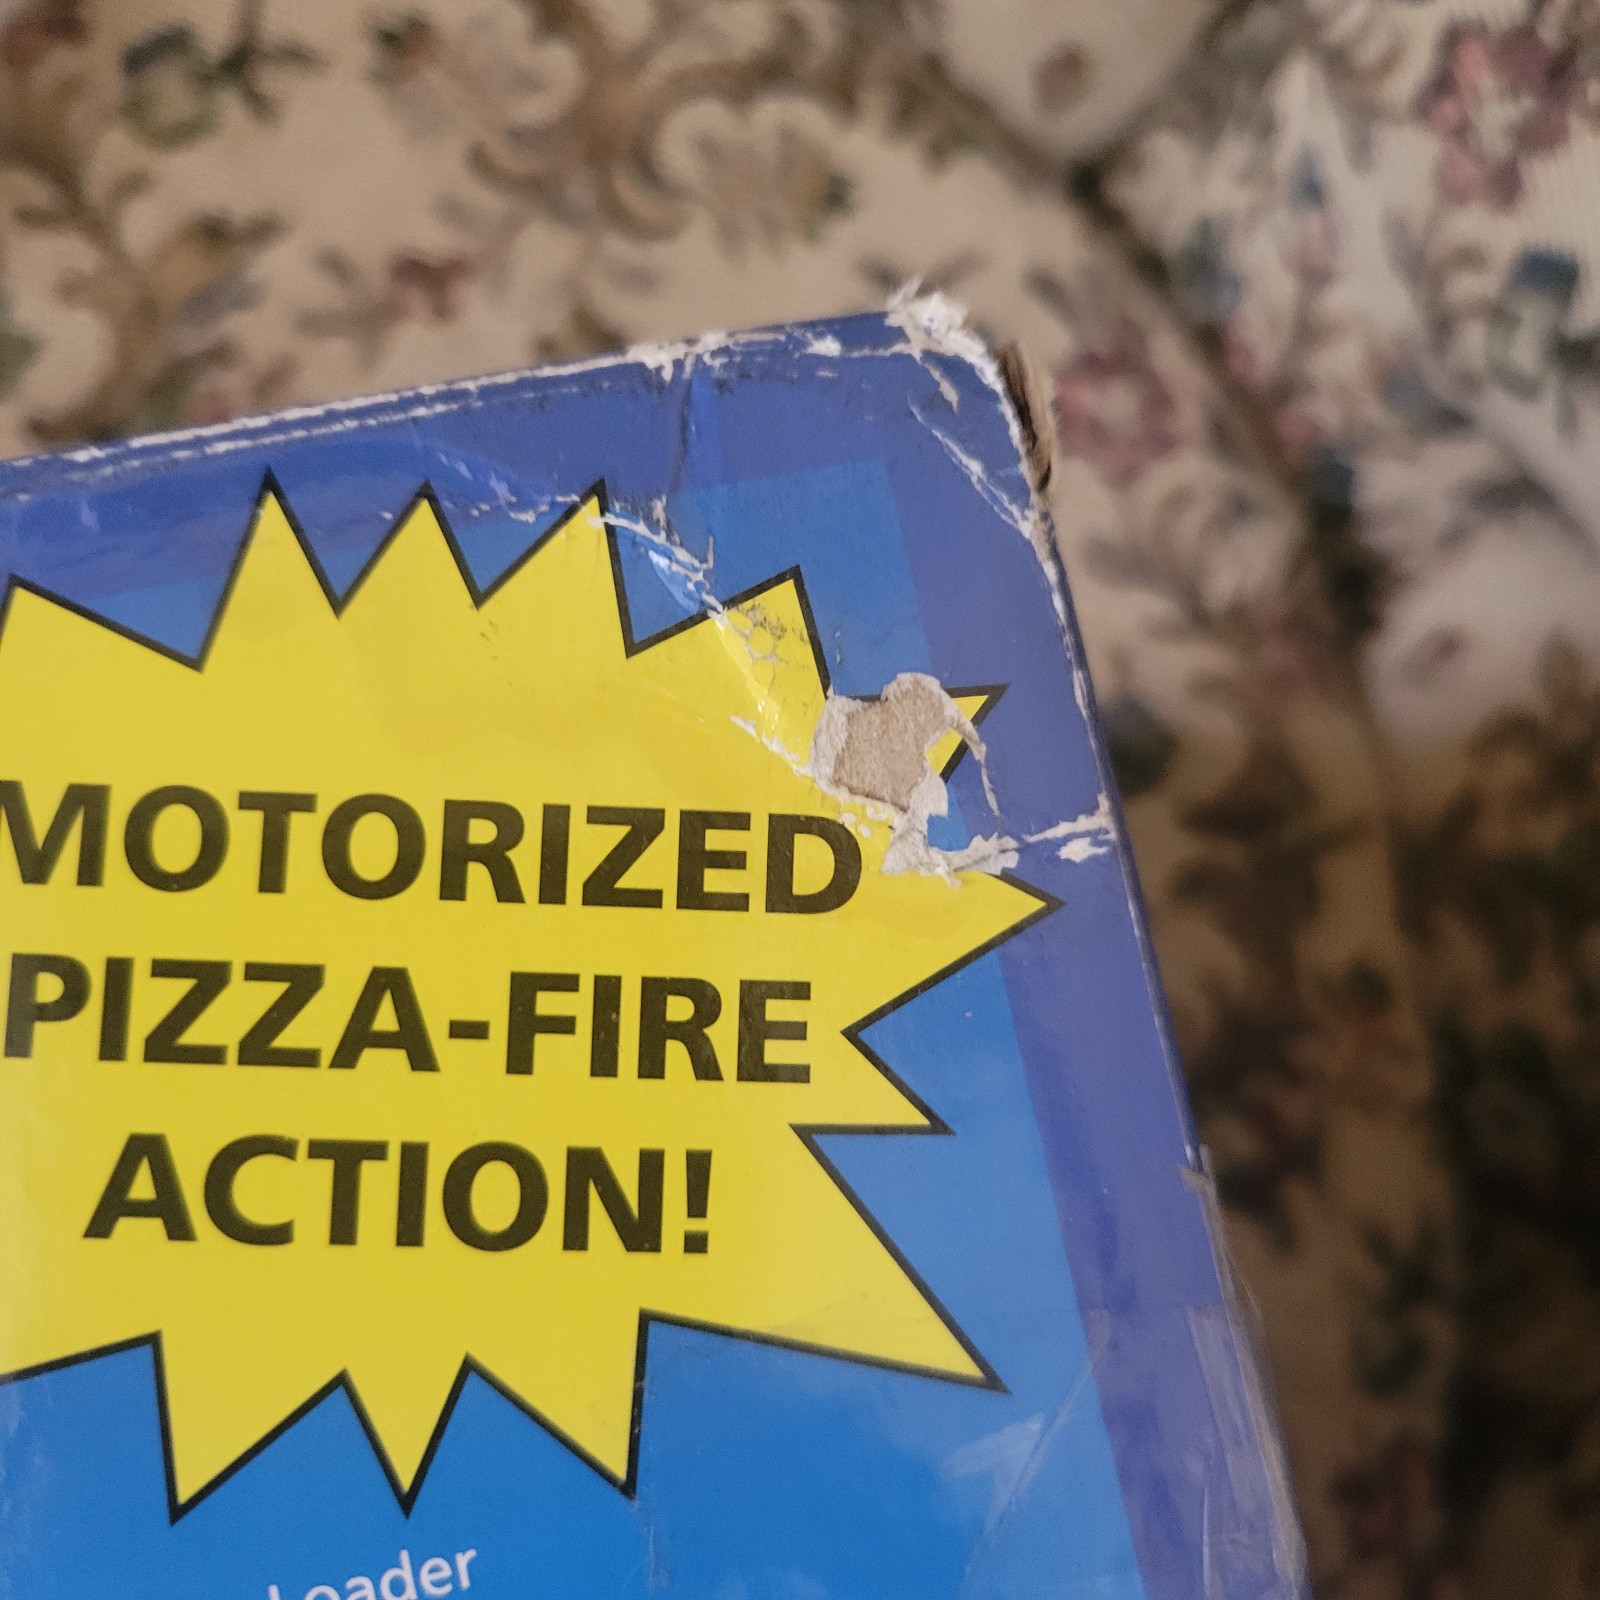 MOTORIZED
PIZZA-FIRE
ACTION!
Loader